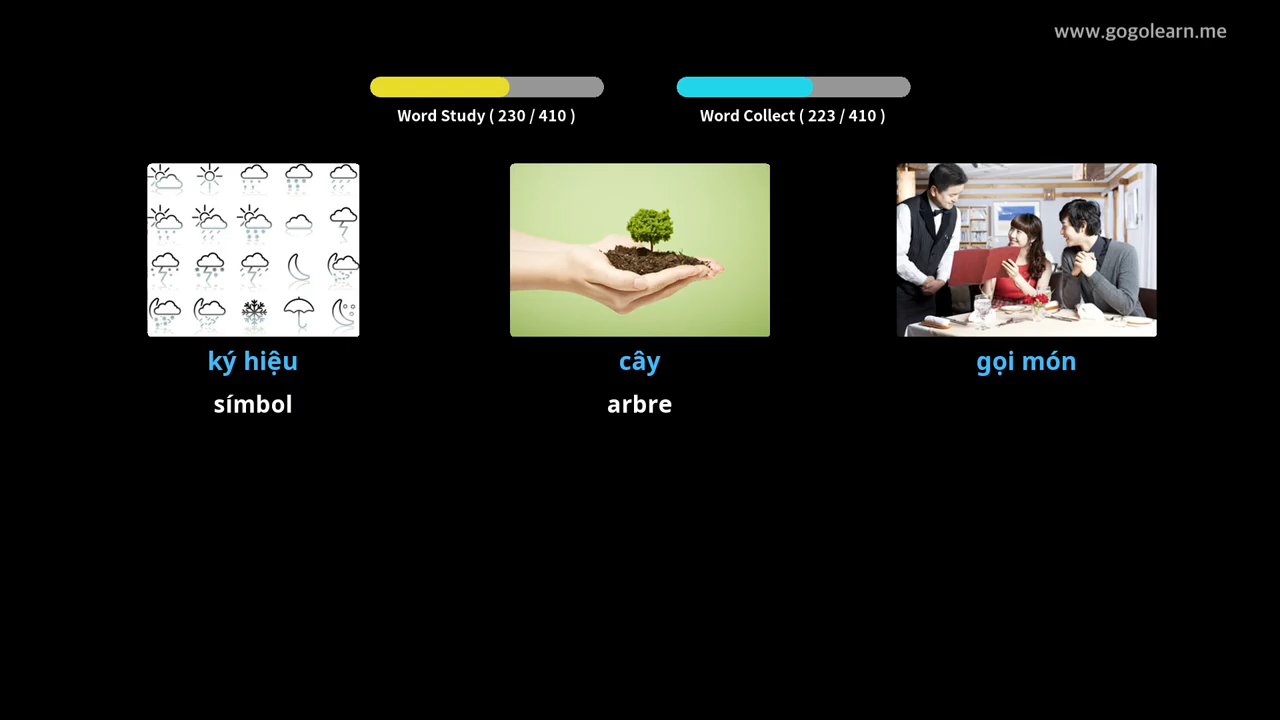 www.gogolearn.me
Word Study ( 230 / 410 )
Word Collect ( 223 / 410 )
ký hiệu
cây
gọi món
símbol
arbre